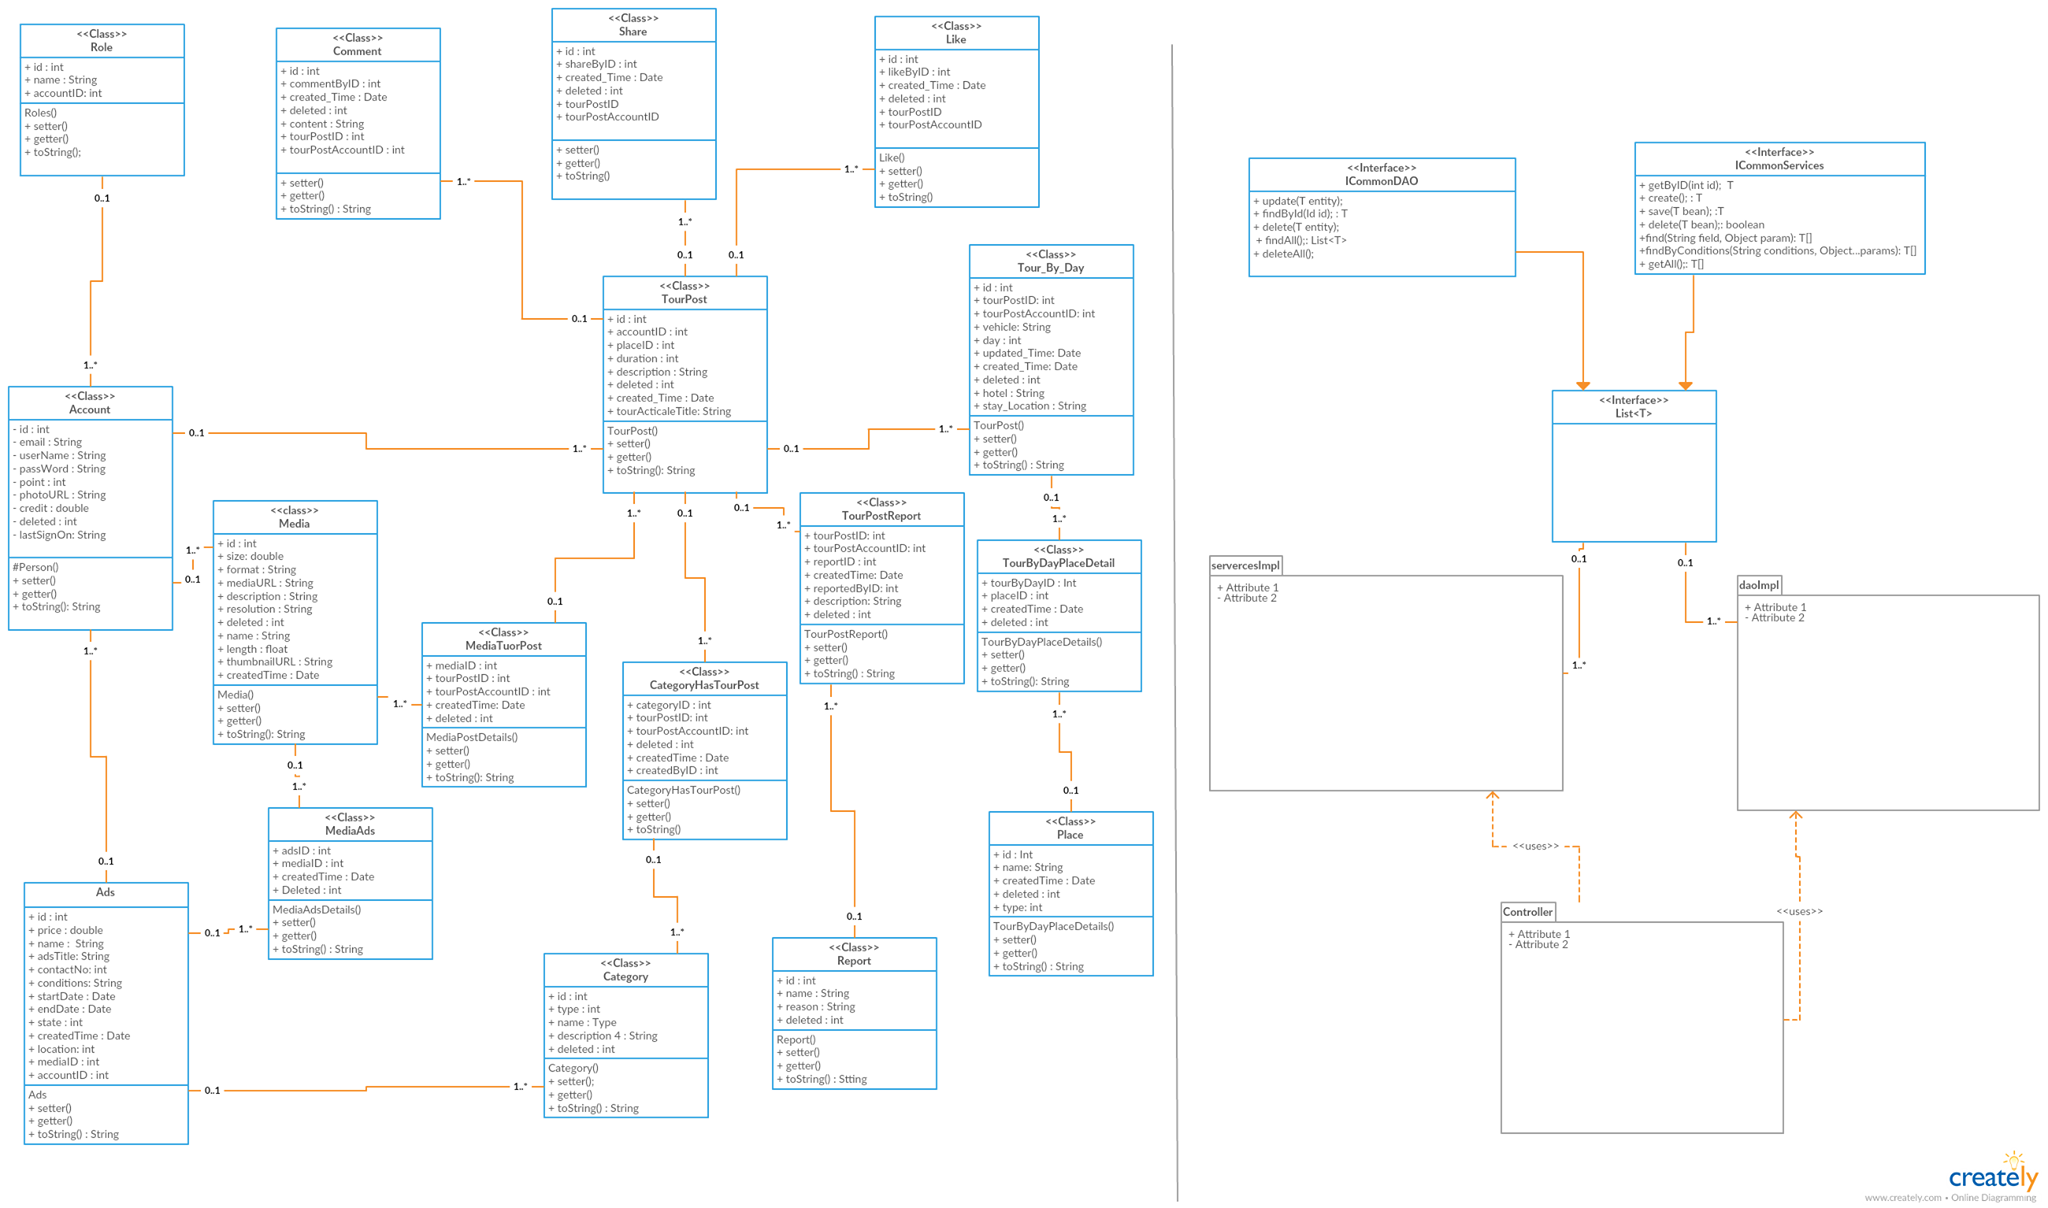 <<Class>>
Role
+ id : int
+ name : String
+ accountID: int
Roles()
+ setter()
+ getter()
+ toString();
0..1
1..*
<<Class>>
Comment
+ id : int
+ commentByID : int
+ created_Time : Date
+ deleted : int
+ content : String
+ tourPostID : int
+ tourPostAccountID : int
+ setter()
+ getter()
+ toString() : String
1..*
0..1
<<Class>>
Share
+ id : int
+ shareByID : int
+ created_Time : Date
+ deleted : int
+ tourPostID
+ tourPostAccountID
+ setter()
+ getter()
+ toString()
1..*
0..1
<<Class>>
Like
+ id : int
+ likeByID : int
+ created_Time : Date
+ deleted : int
+ tourPostID
+ tourPostAccountID
Like()
+ setter()
+ getter()
+ toString()
1..*
0..1
<<Class>>
TourPost
+ id : int
+ accountID : int
+ placeID : int
+ duration : int
+ description : String
+ deleted : int
+ created_Time : Date
+ tourActicaleTitle: String
TourPost()
+ setter()
+ getter()
+ toString(): String
0..1
1..*
<<Class>>
Tour_By_Day
+ id : int
+ tourPostID: int
+ tourPostAccountID: int
+ vehicle: String
+ day : int
+ updated_Time: Date
+ created_Time: Date
+ deleted : int
+ hotel : String
+ stay_Location : String
TourPost()
+ setter()
+ getter()
+ toString() : String
0..1
1..*
<<Class>>
Account
- id : int
- email : String
- userName : String
- passWord : String
- point : int
- photoURL : String
- credit : double
- deleted : int
- lastSignOn: String
#Person()
+ setter()
+ getter()
+ toString(): String
0..1
1..*
1..*
0..1
1..*
0..1
<<class>>
Media
+ id : int
+ size: double
+ format : String
+ mediaURL : String
+ description : String
+ resolution : String
+ deleted : int
+ name : String
+ length : float
+ thumbnailURL : String
+ createdTime : Date
Media()
+ setter()
+ getter()
+ toString(): String
1..*
0..1
1..*
1..*
0..1
<<Class>>
MediaTuorPost
+ mediaID : int
+ tourPostID : int
+ tourPostAccountID : int
+ createdTime: Date
+ deleted : int
MediaPostDetails()
+ setter()
+ getter()
+ toString(): String
0..1
1..*
<<Class>>
CategoryHasTourPost
+ categoryID : int
+ tourPostID: int
+ tourPostAccountID: int
+ deleted : int
+ createdTime : Date
+ createdByID : int
CategoryHasTourPost()
+ setter()
+ getter()
+ toString()
0..1
1..*
0..1
1..*
<<Class>>
TourPostReport
+ tourPostID: int
+ tourPostAccountID: int
+ reportID : int
+ createdTime: Date
+ reportedByID: int
+ description: String
+ deleted : int
TourPostReport()
+ setter()
+ getter()
+ toString() : String
1..*
0..1
<<Class>>
TourByDayPlaceDetail
+ tourByDayID : Int
+ placeID : int
+ createdTime : Date
+ deleted : int
TourByDayPlaceDetails()
+ setter()
+ getter()
+ toString(): String
1..*
0..1
<<Class>>
Place
+ id : Int
+ name: String
+ createdTime : Date
+ deleted : int
+ type: int
TourByDayPlaceDetails()
+ setter()
+ getter()
+ toString() : String
<<Class>>
MediaAds
+ adsID : int
+ mediaID : int
+ createdTime : Date
+ Deleted : int
MediaAdsDetails()
+ setter()
+ getter()
+ toString() : String
0..1
1..*
Ads
+ id : int
+ price : double
+ name :  String
+ adsTitle: String
+ contactNo: int
+ conditions: String
+ startDate : Date
+ endDate : Date
+ state : int
+ createdTime : Date
+ location: int
+ mediaID : int
+ accountID : int
Ads
+ setter()
+ getter()
+ toString() : String
0..1
1..*
<<Class>>
Category
+ id : int
+ type : int
+ name : Type
+ description 4 : String
+ deleted : int
Category()
+ setter();
+ getter()
+ toString() : String
<<Class>>
Report
+ id : int
+ name : String
+ reason : String
+ deleted : int
Report()
+ setter()
+ getter()
+ toString() : Stting
<<Interface>>
ICommonDAO
+ update(T entity);
+ findById(Id id); : T
+ delete(T entity);
+ findAll();: List<T>
+ deleteAll();
<<Interface>>
ICommonServices
+ getByID(int id);  T
+ create(); : T
+ save(T bean); :T
+ delete(T bean);: boolean
+find(String field, Object param): T[]
+findByConditions(String conditions, Object...params): T[]
+ getAll();: T[]
<<Interface>>
List<T>
0..1
1..*
0..1
1..*
servercesImpl
+ Attribute 1
- Attribute 2
daoImpl
+ Attribute 1
- Attribute 2
<<uses>>
<<uses>>
Controller
+ Attribute 1
- Attribute 2
creately
www.creately.com • Online Diagramming